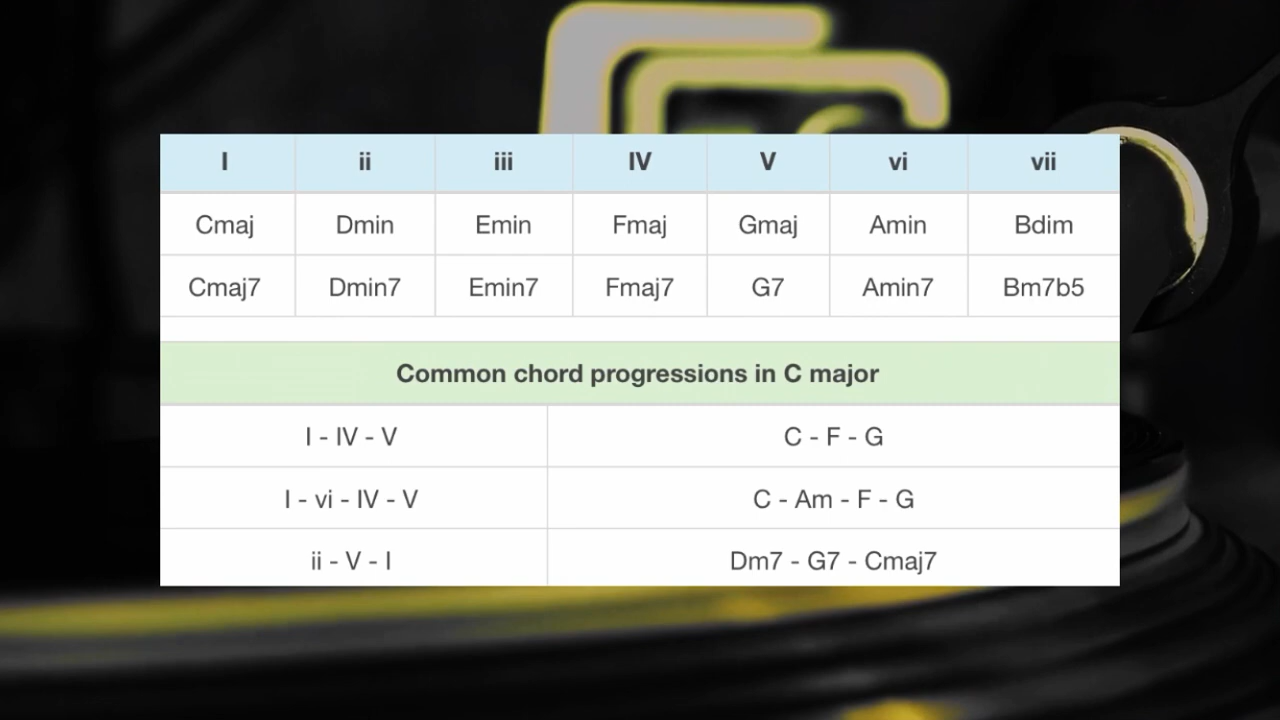 I ii iii IV V vi vii
Cmaj Dmin Emin Fmaj Gmaj Amin Bdim
Cmaj7 Dmin7 Emin7 Fmaj7 G7 Amin7 Bm7b5
Common chord progressions in C major
I - IV - V C - F - G
I - vi - IV - V C - Am - F - G
ii - V - I Dm7 - G7 - Cmaj7